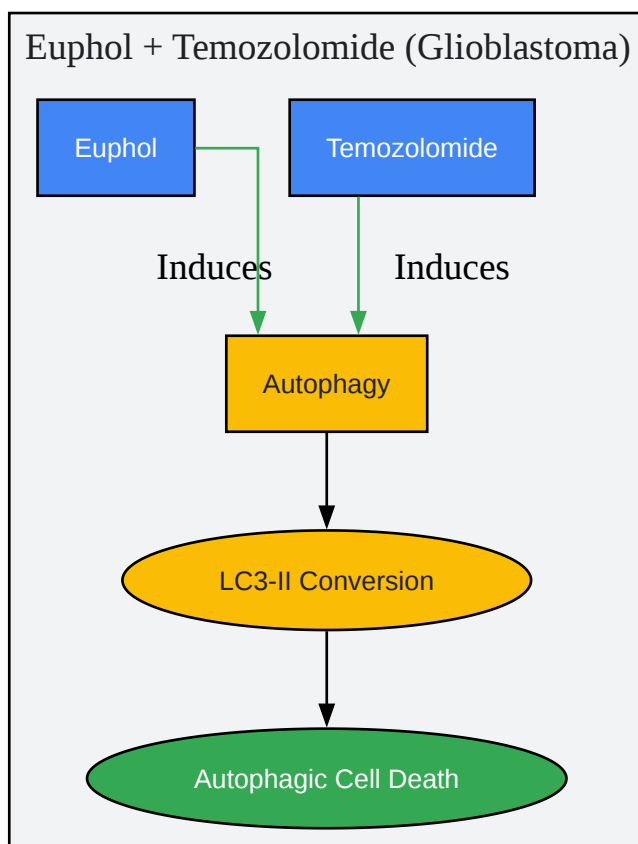 Euphol + Temozolomide (Glioblastoma)
Euphol
Temozolomide
Induces
Induces
Autophagy
LC3-II Conversion
Autophagic Cell Death